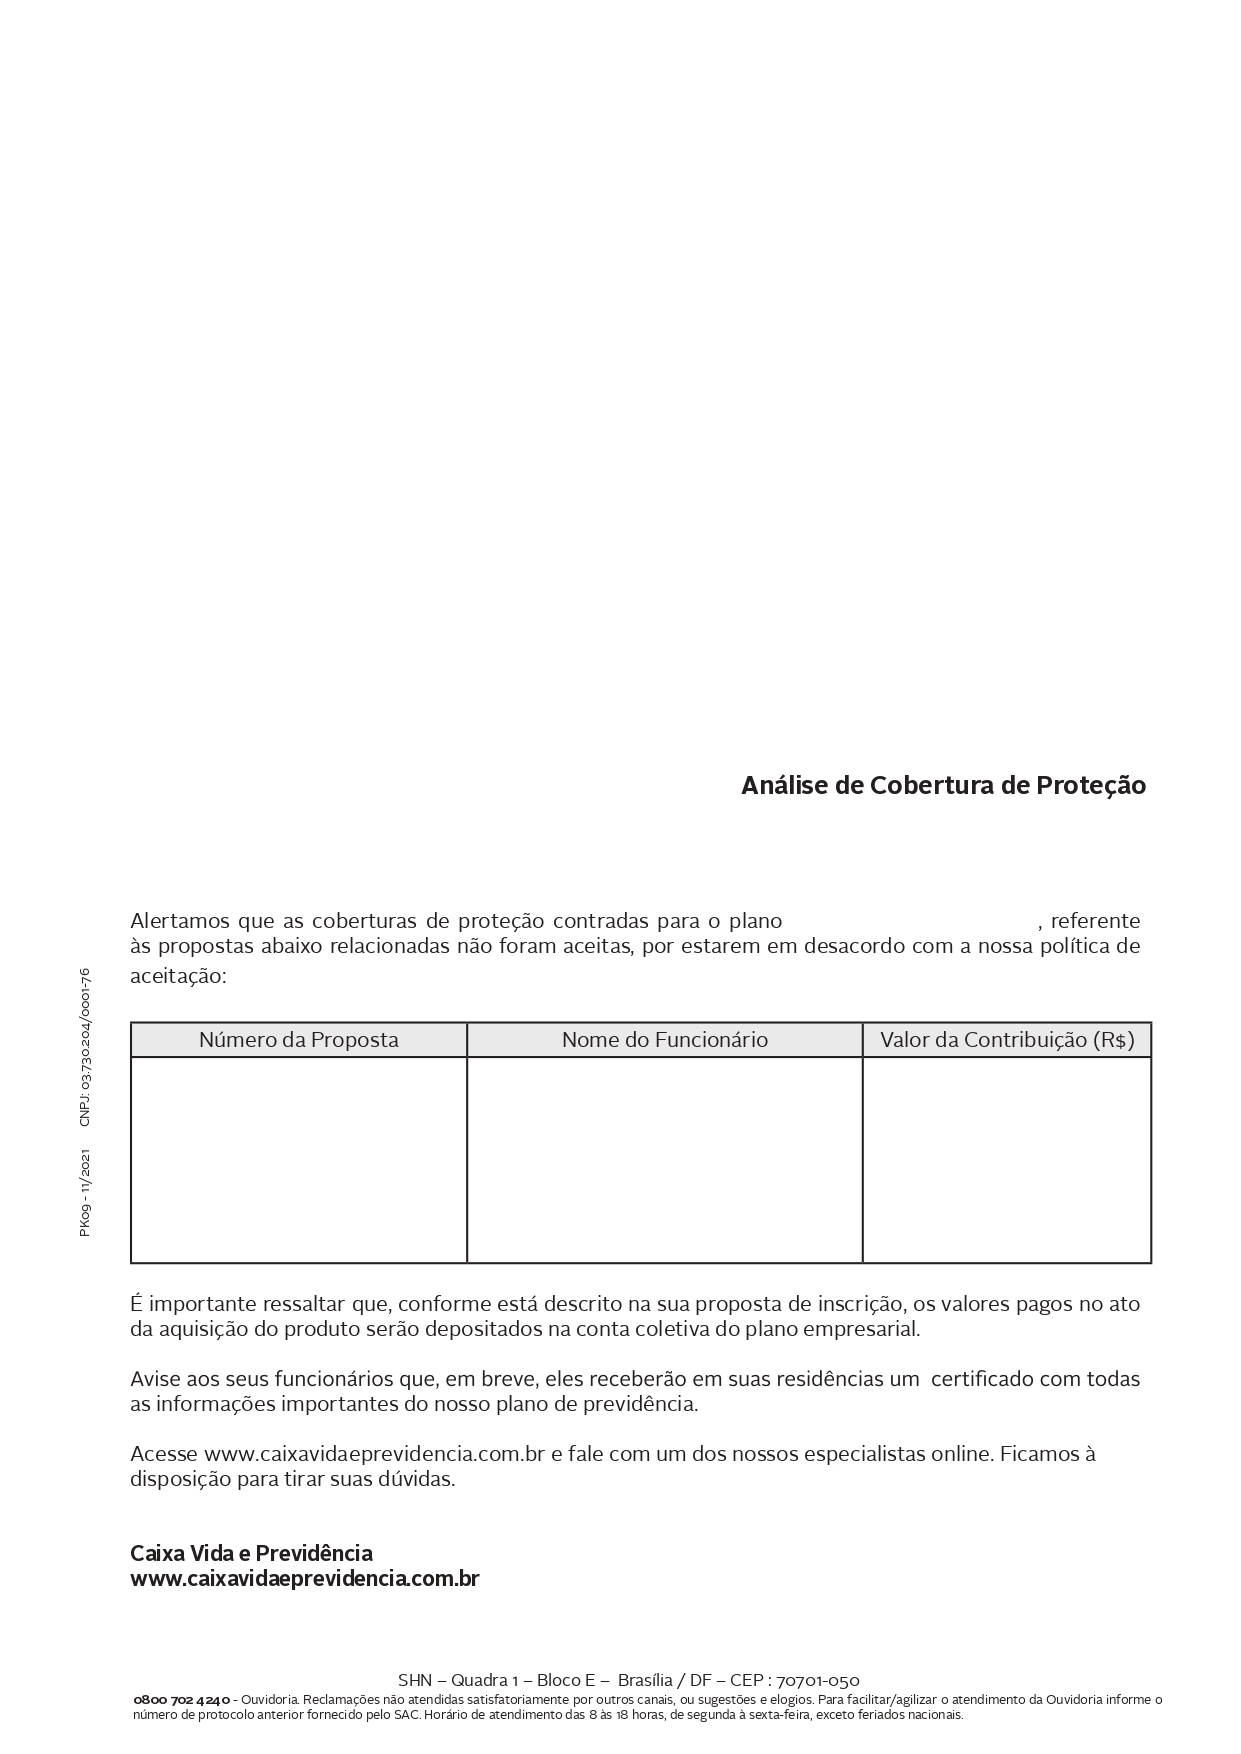 Análise de Cobertura de Proteção
Alertamos que as coberturas de proteção contradas para o plano , referente
às propostas abaixo relacionadas não foram aceitas, por estarem em desacordo com a nossa política de
aceitação:
Número da Proposta Nome do Funcionário Valor da Contribuição (R$)
É importante ressaltar que, conforme está descrito na sua proposta de inscrição, os valores pagos no ato
da aquisição do produto serão depositados na conta coletiva do plano empresarial.
Avise aos seus funcionários que, em breve, eles receberão em suas residências um certificado com todas
as informações importantes do nosso plano de previdência.
Acesse www.caixavidaeprevidencia.com.br e fale com um dos nossos especialistas online. Ficamos à
disposição para tirar suas dúvidas.
Caixa Vida e Previdência
www.caixavidaeprevidencia.com.br
SHN – Quadra 1 – Bloco E – Brasília / DF – CEP : 70701-050
0800 702 4240 - Ouvidoria. Reclamações não atendidas satisfatoriamente por outros canais, ou sugestões e elogios. Para facilitar/agilizar o atendimento da Ouvidoria informe o
número de protocolo anterior fornecido pelo SAC. Horário de atendimento das 8 às 18 horas, de segunda à sexta-feira, exceto feriados nacionais.
PK09 - 11/2021 CNPJ: 03.730.204/0001-76